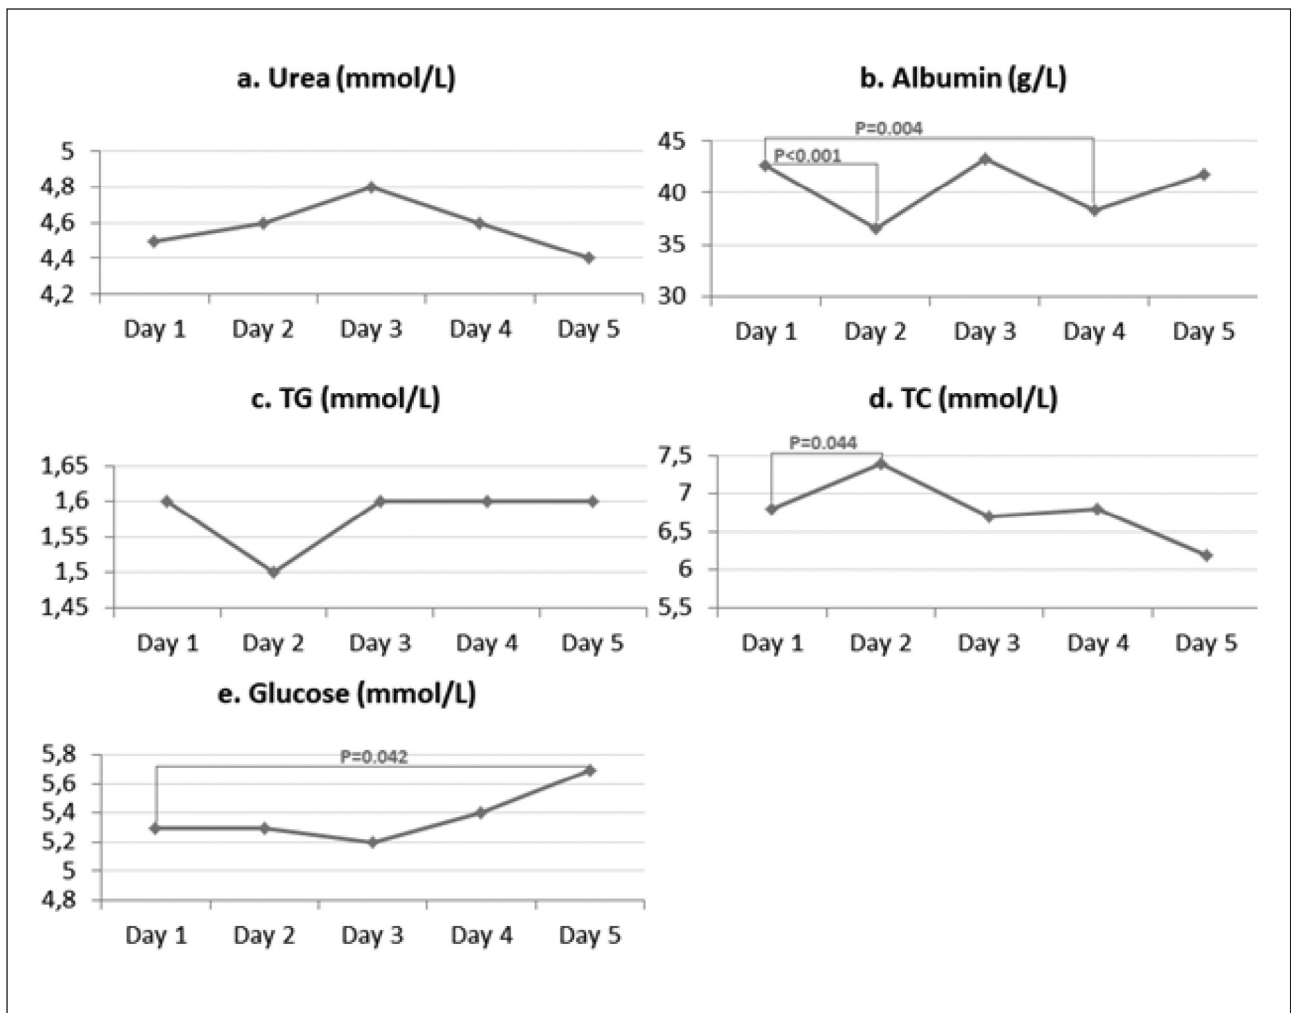 a. Urea (mmol/L)
5
4,8
4,6
4,4
4,2
Day 1 Day 2 Day 3 Day 4 Day 5
b. Albumin (g/L)
P=0.004
P<0.001
45
40
35
30
Day 1 Day 2 Day 3 Day 4 Day 5
c. TG (mmol/L)
1,65
1,6
1,55
1,5
1,45
Day 1 Day 2 Day 3 Day 4 Day 5
d. TC (mmol/L)
P=0.044
7,5
7
6,5
6
5,5
Day 1 Day 2 Day 3 Day 4 Day 5
e. Glucose (mmol/L)
P=0.042
5,8
5,6
5,4
5,2
5
4,8
Day 1 Day 2 Day 3 Day 4 Day 5